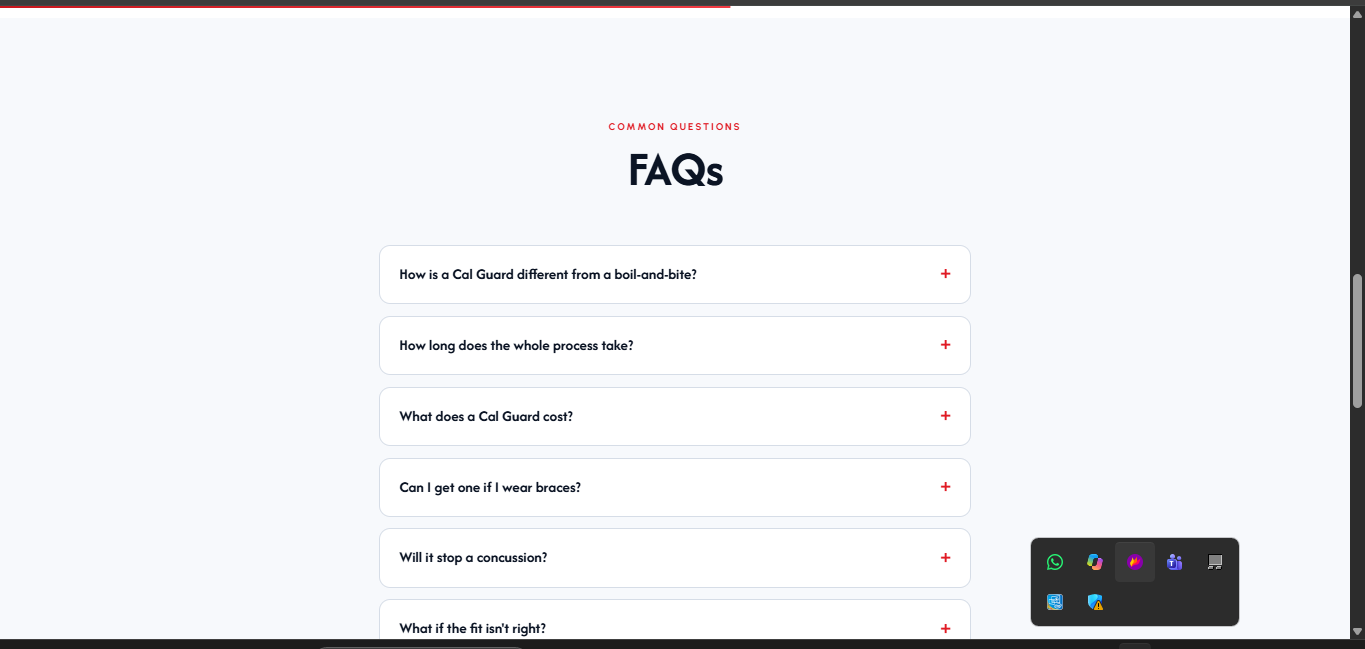 COMMON QUESTIONS
FAQs
How is a Cal Guard different from a boil-and-bite?
+
How long does the whole process take?
+
What does a Cal Guard cost?
+
Can I get one if I wear braces?
+
Will it stop a concussion?
+
What if the fit isn't right?
+